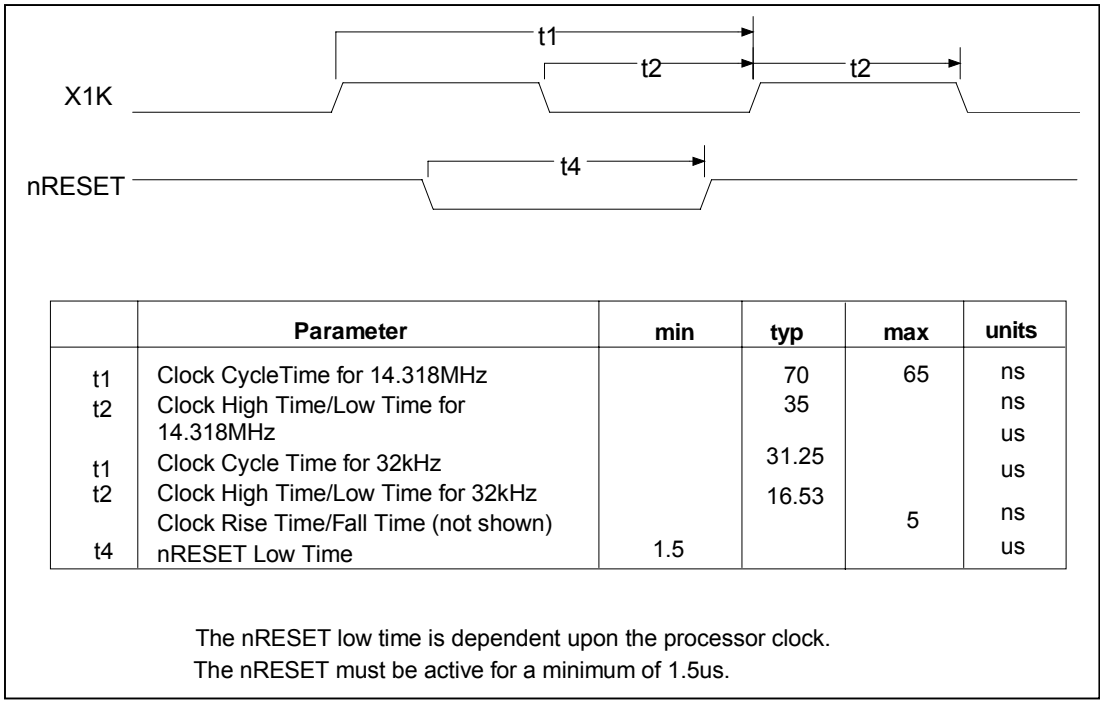 t1
t2 t2
X1K
t4
nRESET
Parameter min typ max units
t1 Clock CycleTime for 14.318MHz 70 65 ns
t2 Clock High Time/Low Time for 35 ns
14.318MHz us
t1 Clock Cycle Time for 32kHz 31.25 us
t2 Clock High Time/Low Time for 32kHz 16.53
Clock Rise Time/Fall Time (not shown) 5 ns
t4 nRESET Low Time 1.5 us
The nRESET low time is dependent upon the processor clock.
The nRESET must be active for a minimum of 1.5us.